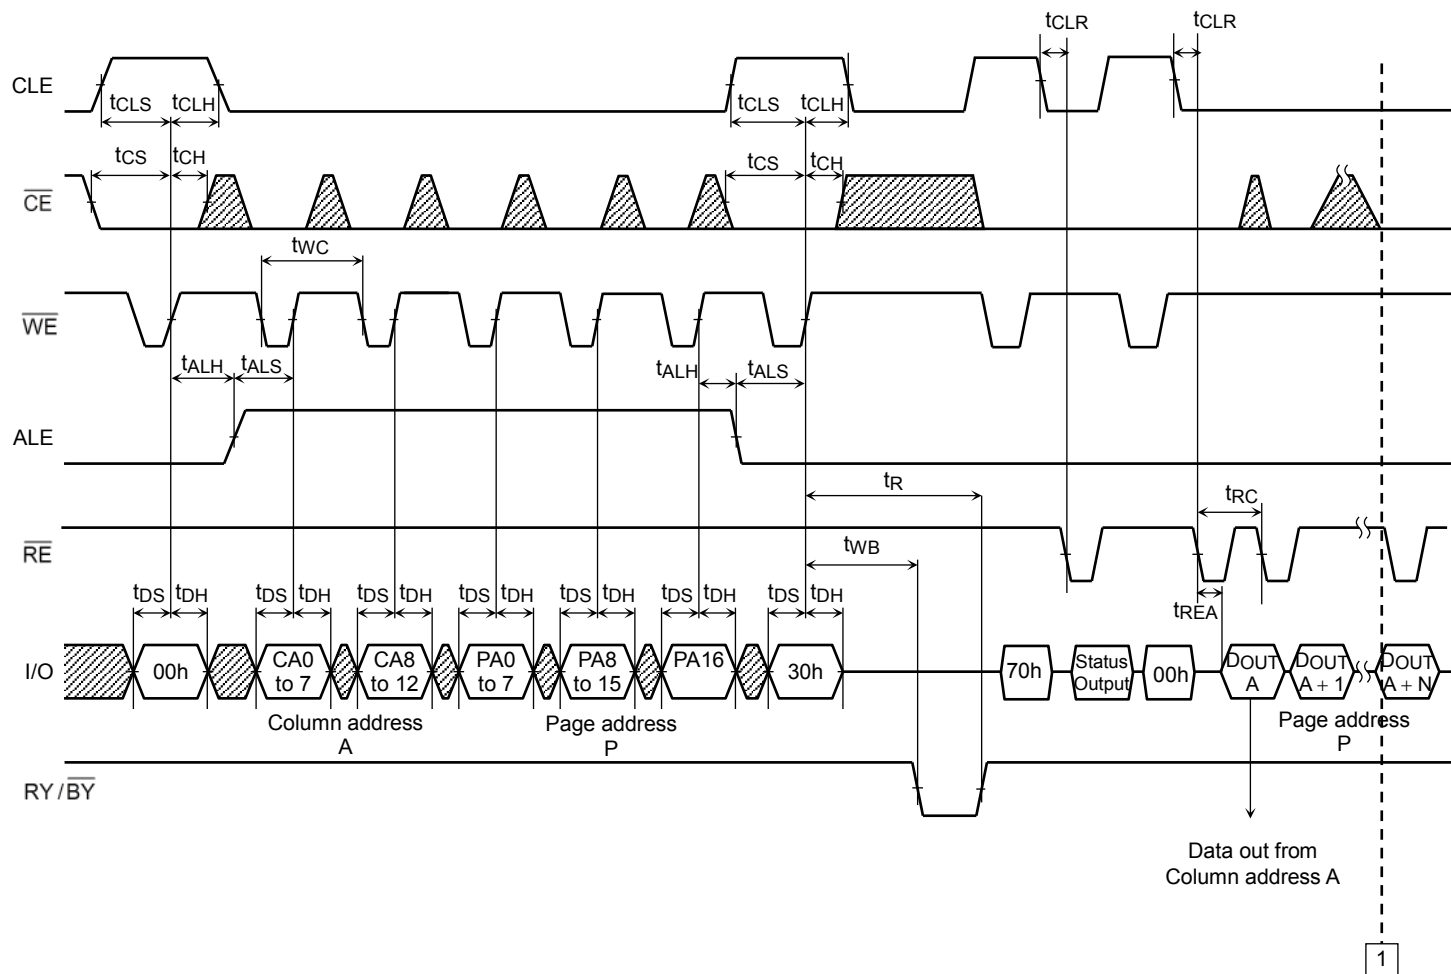 tCLR tCLR
CLE
tCLS tCLH tCLS tCLH
tCS tCH tCS tCH
CE
tWC
WE
tALH tALS tALH tALS
ALE
tR
tRC
RE
tWB
tDS tDH tDS tDH tDS tDH tDS tDH tDS tDH tDS tDH tDS tDH
tREA
I/O
00h
CA0
to 7
CA8
to 12
PA0
to 7
PA8
to 15
PA16
30h
70h
Status
Output
00h
DOUT
A
DOUT
A + 1
DOUT
A + N
Column address
A
Page address
P
Page address
P
RY/BY
Data out from
Column address A
1